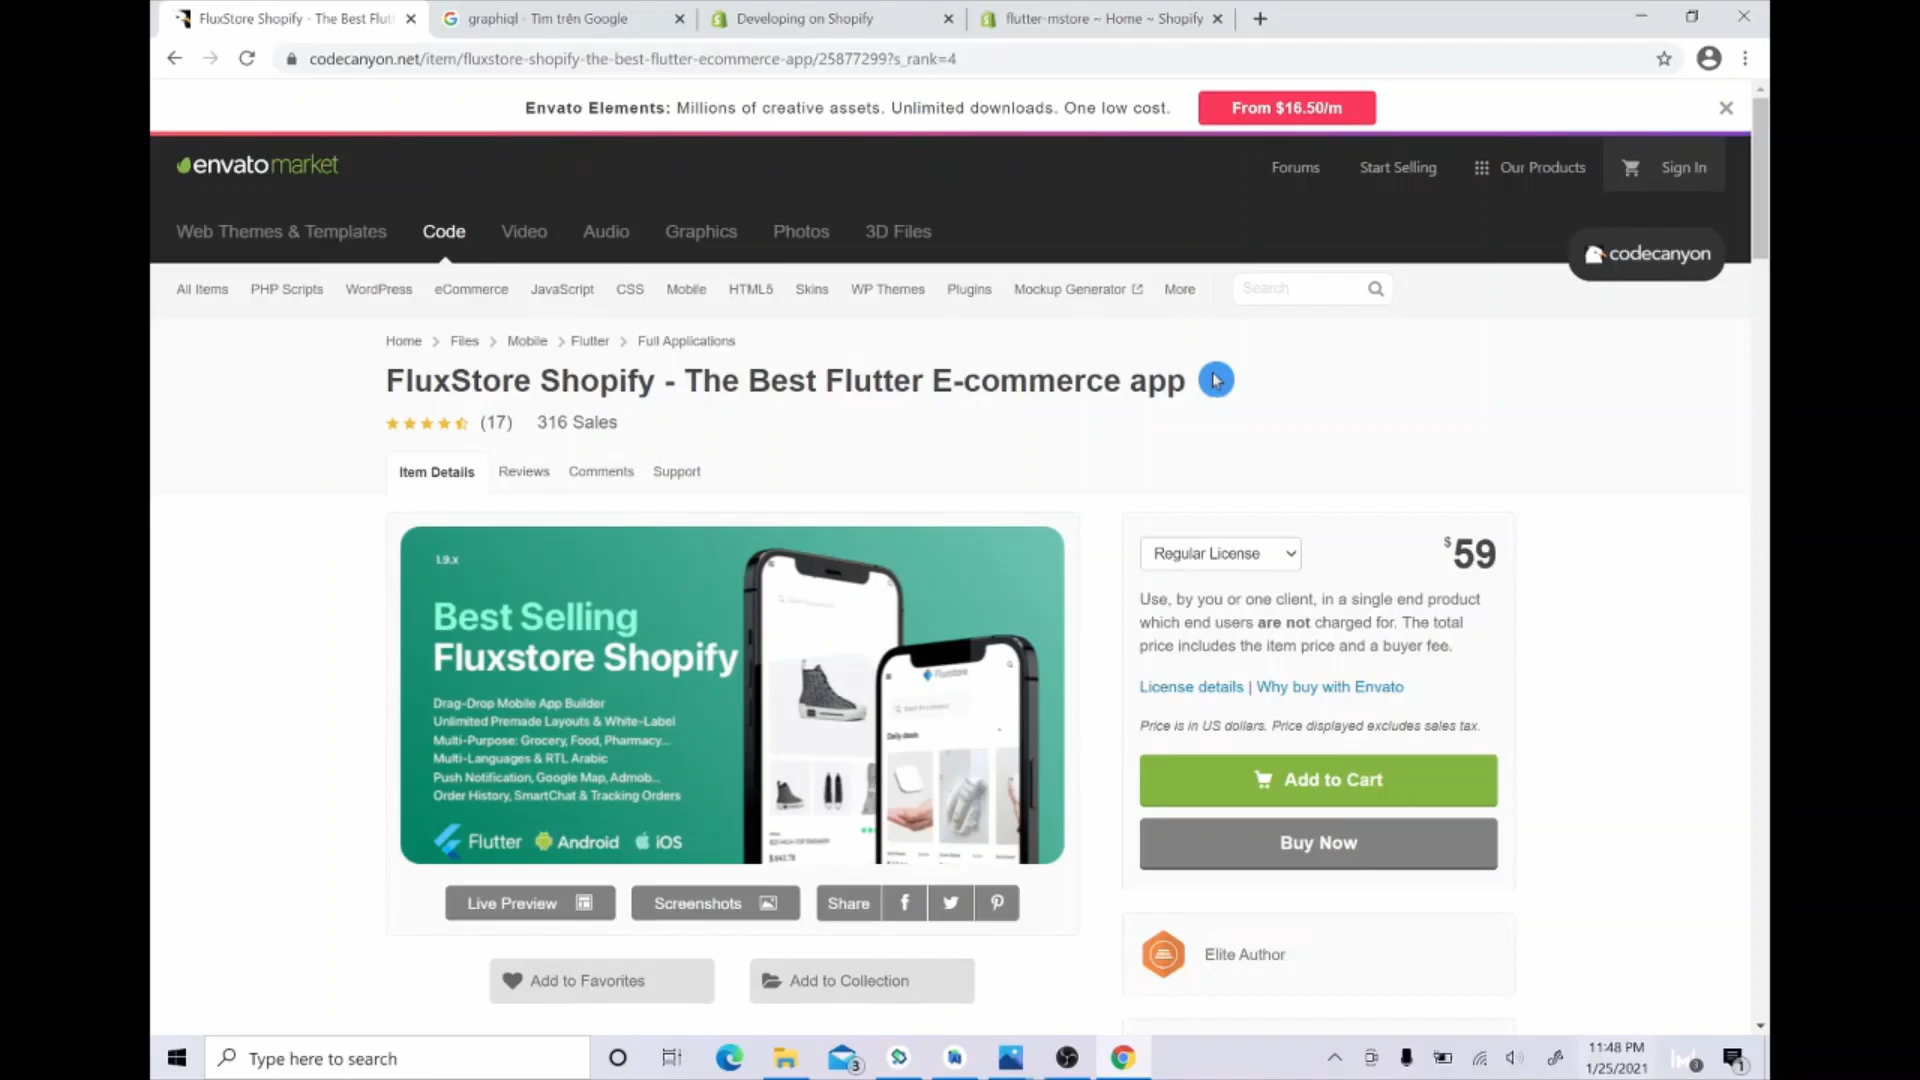 FluxStore Shopify - The Best Flutt
graphiql - Tìm trên Google
Developing on Shopify
flutter-mstore ~ Home ~ Shopify
codecanyon.net/item/fluxstore-shopify-the-best-flutter-ecommerce-app/25877299?s_rank=4
Envato Elements: Millions of creative assets. Unlimited downloads. One low cost.
From $16.50/m
envatomarket
Forums
Start Selling
Our Products
Sign In
Web Themes & Templates
Code
Video
Audio
Graphics
Photos
3D Files
codecanyon
All Items
PHP Scripts
WordPress
eCommerce
JavaScript
CSS
Mobile
HTML5
Skins
WP Themes
Plugins
Mockup Generator
More
Search
Home > Files > Mobile > Flutter > Full Applications
FluxStore Shopify - The Best Flutter E-commerce app
(17)
316 Sales
Item Details
Reviews
Comments
Support
1.9.x
Best Selling
Fluxstore Shopify
Drag-Drop Mobile App Builder
Unlimited Premade Layouts & White-Label
Multi-Purpose: Grocery, Food, Pharmacy...
Multi-Languages & RTL Arabic
Push Notification, Google Map, Admob...
Order History, SmartChat & Tracking Orders
Flutter
Android
iOS
Fluxstore
Daily deals
Live Preview
Screenshots
Share
Add to Favorites
Add to Collection
Regular License
$59
Use, by you or one client, in a single end product
which end users are not charged for. The total
price includes the item price and a buyer fee.
License details | Why buy with Envato
Price is in US dollars. Price displayed excludes sales tax.
Add to Cart
Buy Now
Elite Author
Type here to search
3
11:48 PM
1/25/2021
3
1